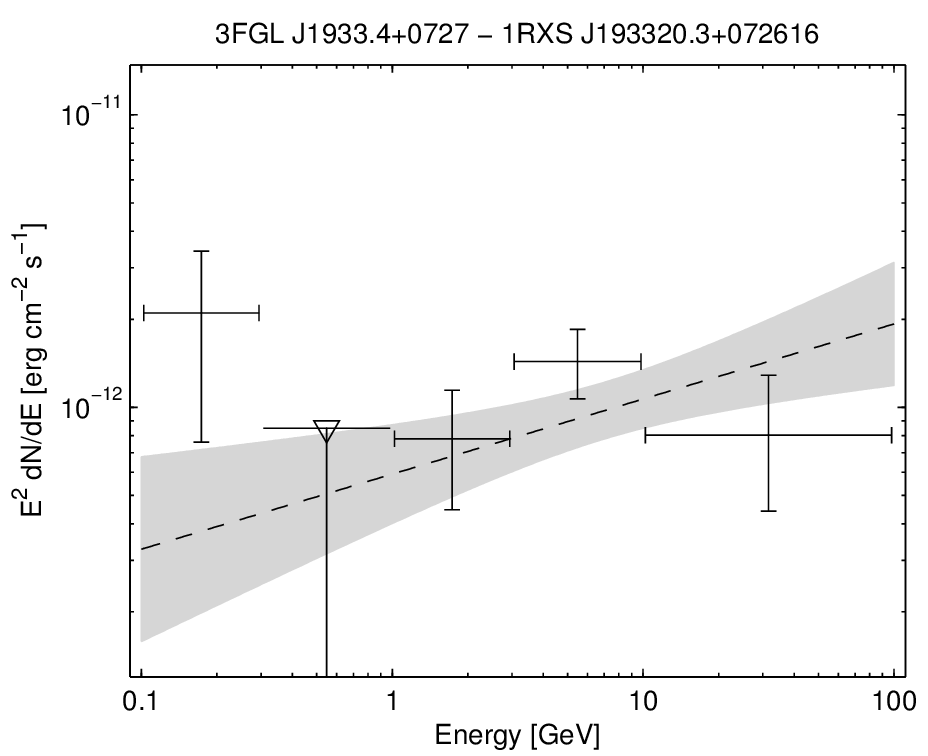 3FGL J1933.4+0727 − 1RXS J193320.3+072616
10⁻¹¹
10⁻¹²
E² dN/dE [erg cm⁻² s⁻¹]
0.1 1 10 100
Energy [GeV]